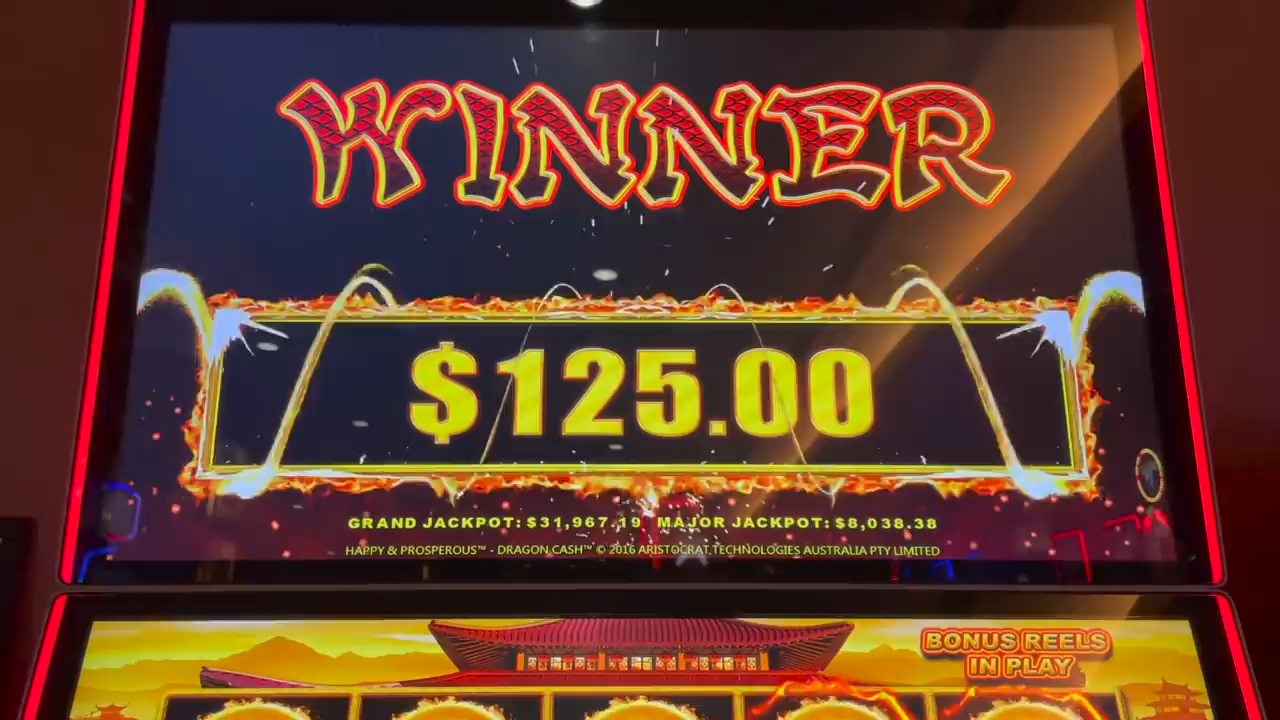 WINNER
$125.00
GRAND JACKPOT: $31,967.19 MAJOR JACKPOT: $8,038.38
HAPPY & PROSPEROUS™ - DRAGON CASH™ © 2016 ARISTOCRAT TECHNOLOGIES AUSTRALIA PTY LIMITED
BONUS REELS
IN PLAY